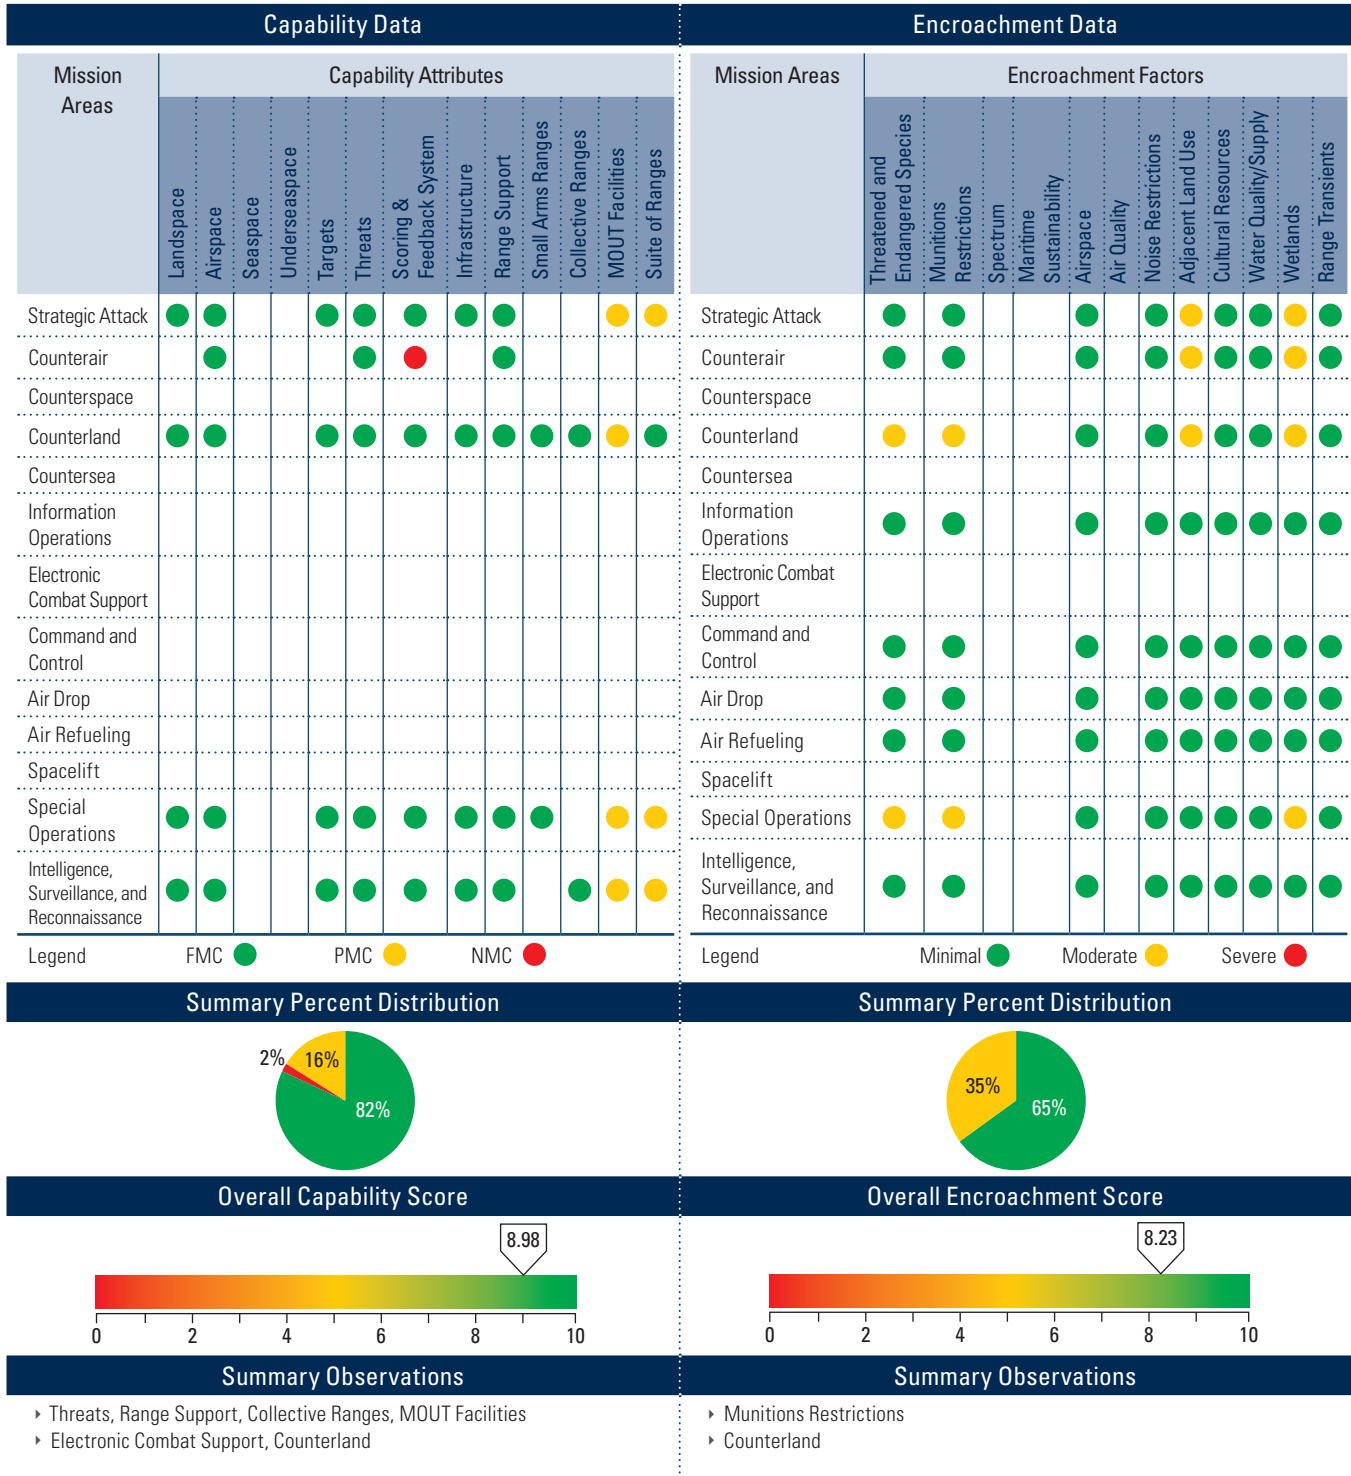 Capability Data
Mission
Areas
Capability Attributes
Landspace
Airspace
Seaspace
Underseaspace
Targets
Threats
Scoring &
Feedback System
Infrastructure
Range Support
Small Arms Ranges
Collective Ranges
MOUT Facilities
Suite of Ranges
Strategic Attack
Counterair
Counterspace
Counterland
Countersea
Information
Operations
Electronic
Combat Support
Command and
Control
Air Drop
Air Refueling
Spacelift
Special
Operations
Intelligence,
Surveillance, and
Reconnaissance
Legend FMC PMC NMC
Summary Percent Distribution
2% 16%
82%
Overall Capability Score
8.98
0 2 4 6 8 10
Summary Observations
‣ Threats, Range Support, Collective Ranges, MOUT Facilities
‣ Electronic Combat Support, Counterland
Encroachment Data
Mission Areas
Encroachment Factors
Threatened and
Endangered Species
Munitions
Restrictions
Spectrum
Maritime
Sustainability
Airspace
Air Quality
Noise Restrictions
Adjacent Land Use
Cultural Resources
Water Quality/Supply
Wetlands
Range Transients
Strategic Attack
Counterair
Counterspace
Counterland
Countersea
Information
Operations
Electronic Combat
Support
Command and
Control
Air Drop
Air Refueling
Spacelift
Special Operations
Intelligence,
Surveillance, and
Reconnaissance
Legend Minimal Moderate Severe
Summary Percent Distribution
35%
65%
Overall Encroachment Score
8.23
0 2 4 6 8 10
Summary Observations
‣ Munitions Restrictions
‣ Counterland